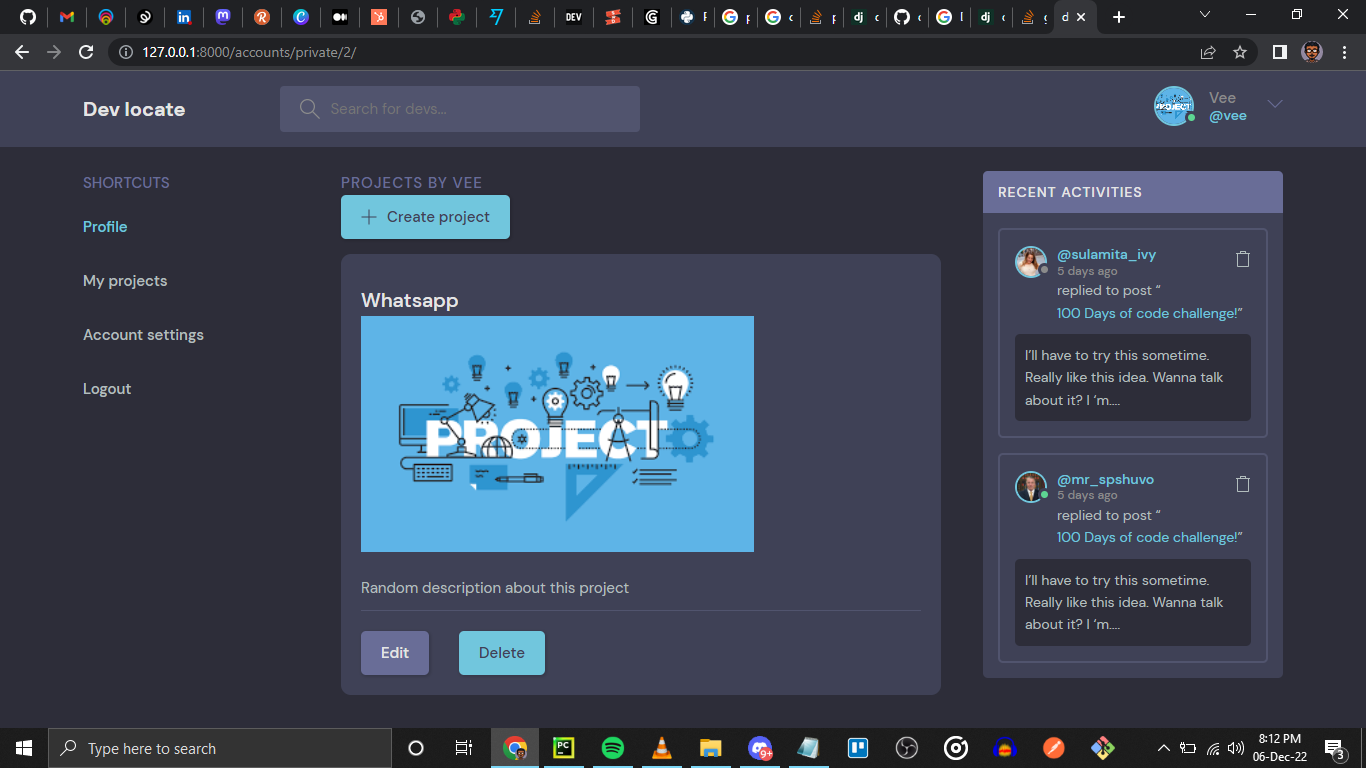 DEV
d
127.0.0.1:8000/accounts/private/2/
Dev locate
Search for devs...
Vee
@vee
SHORTCUTS
Profile
My projects
Account settings
Logout
PROJECTS BY VEE
Create project
Whatsapp
PROJECT
Random description about this project
Edit
Delete
RECENT ACTIVITIES
@sulamita_ivy
5 days ago
replied to post “
100 Days of code challenge!”
I’ll have to try this sometime.
Really like this idea. Wanna talk
about it? I ’m....
@mr_spshuvo
5 days ago
replied to post “
100 Days of code challenge!”
I’ll have to try this sometime.
Really like this idea. Wanna talk
about it? I ’m....
Type here to search
PC
9+
8:12 PM
06-Dec-22
3